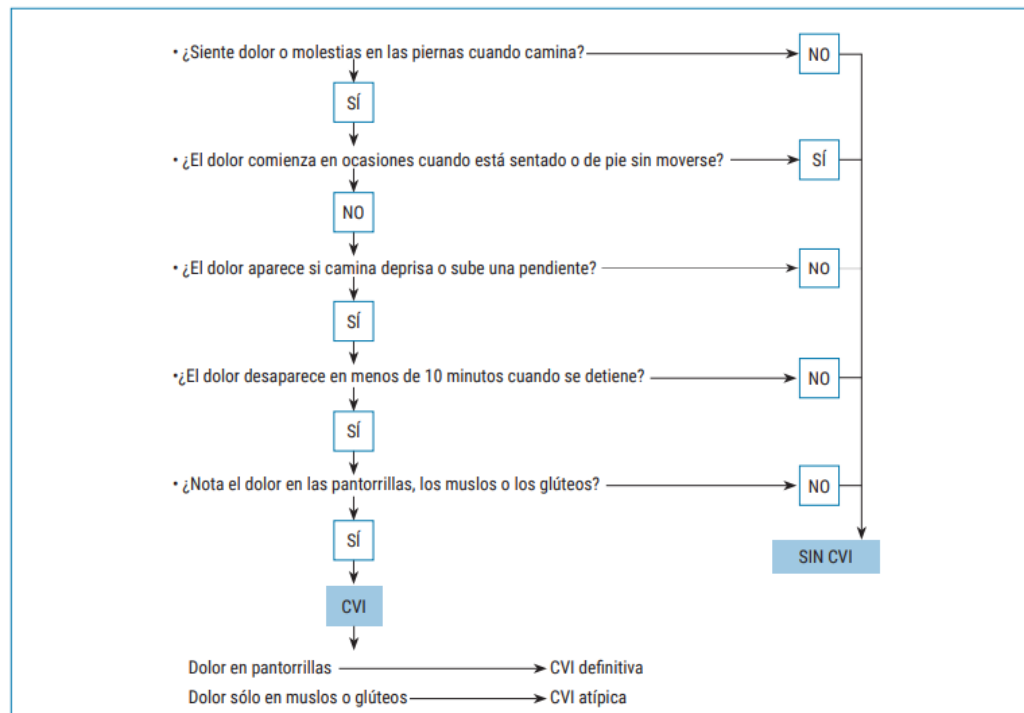 • ¿Siente dolor o molestias en las piernas cuando camina?
NO
SÍ
• ¿El dolor comienza en ocasiones cuando está sentado o de pie sin moverse?
SÍ
NO
• ¿El dolor aparece si camina deprisa o sube una pendiente?
NO
SÍ
•¿El dolor desaparece en menos de 10 minutos cuando se detiene?
NO
SÍ
• ¿Nota el dolor en las pantorrillas, los muslos o los glúteos?
NO
SÍ
SIN CVI
CVI
Dolor en pantorrillas
CVI definitiva
Dolor sólo en muslos o glúteos
CVI atípica